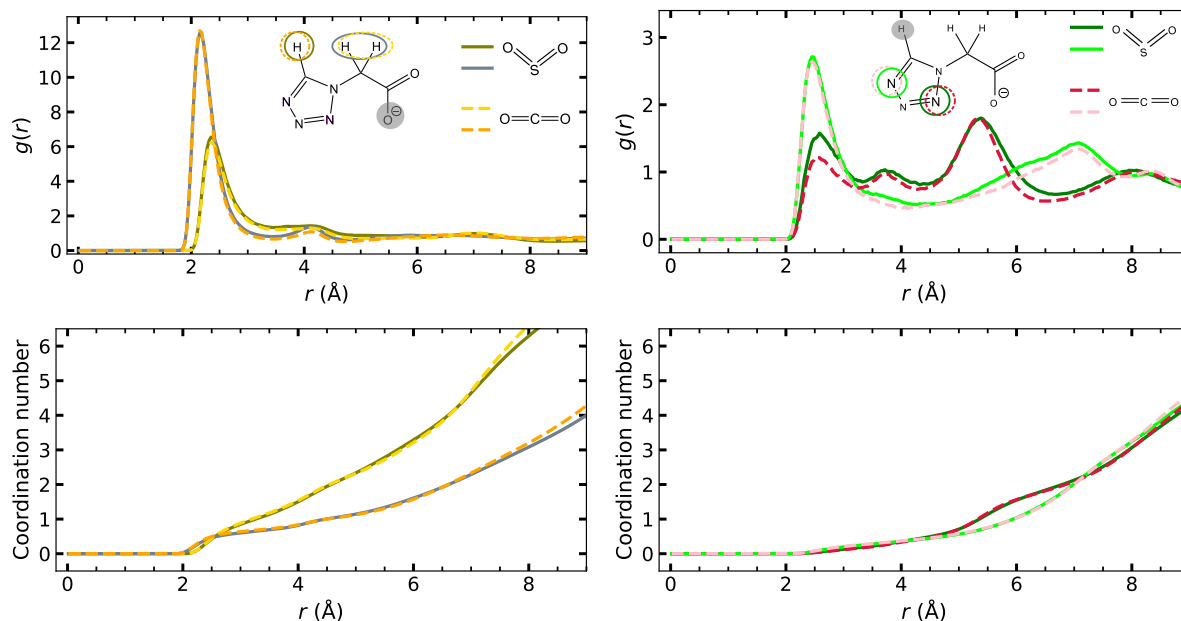 12
10
8
6
4
2
0
g(r)
0 2 4 6 8
r (Å)
H H H
O
N N
N N
O ⊖
O S O
O C O
3
2
1
0
g(r)
0 2 4 6 8
r (Å)
H H H
O
N N
N N
O ⊖
O S O
O C O
6
5
4
3
2
1
0
Coordination number
0 2 4 6 8
r (Å)
6
5
4
3
2
1
0
Coordination number
0 2 4 6 8
r (Å)